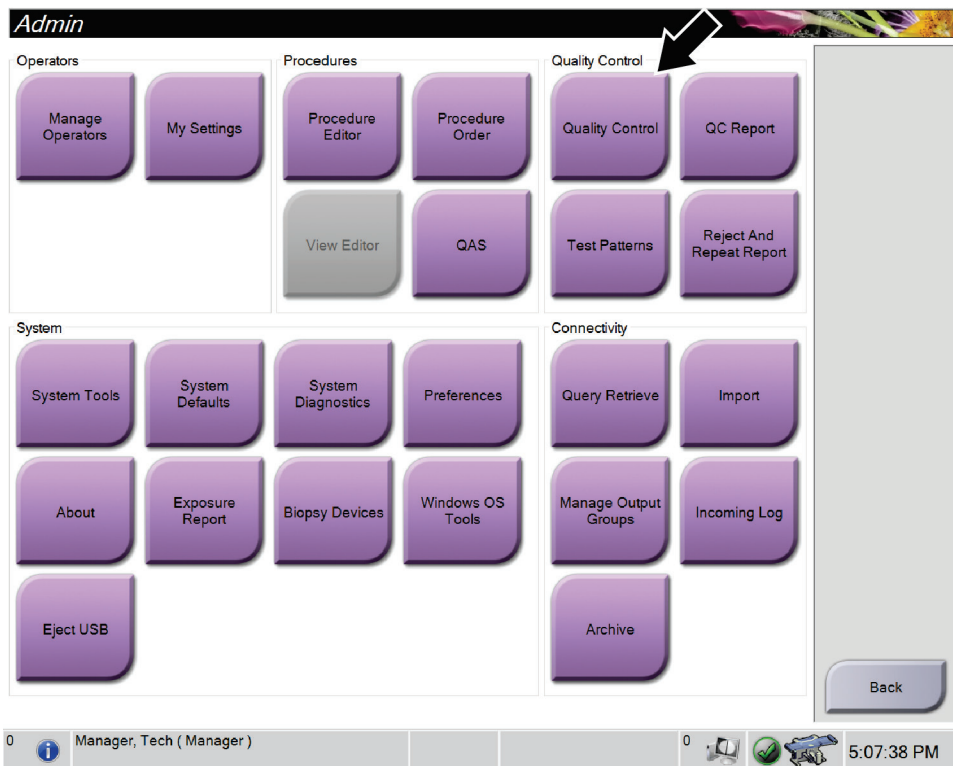 Admin
Operators
Manage
Operators
My Settings
Procedures
Procedure
Editor
Procedure
Order
View Editor
QAS
Quality Control
Quality Control
QC Report
Test Patterns
Reject And
Repeat Report
System
System Tools
System
Defaults
System
Diagnostics
Preferences
About
Exposure
Report
Biopsy Devices
Windows OS
Tools
Eject USB
Connectivity
Query Retrieve
Import
Manage Output
Groups
Incoming Log
Archive
Back
0
Manager, Tech ( Manager )
0
5:07:38 PM